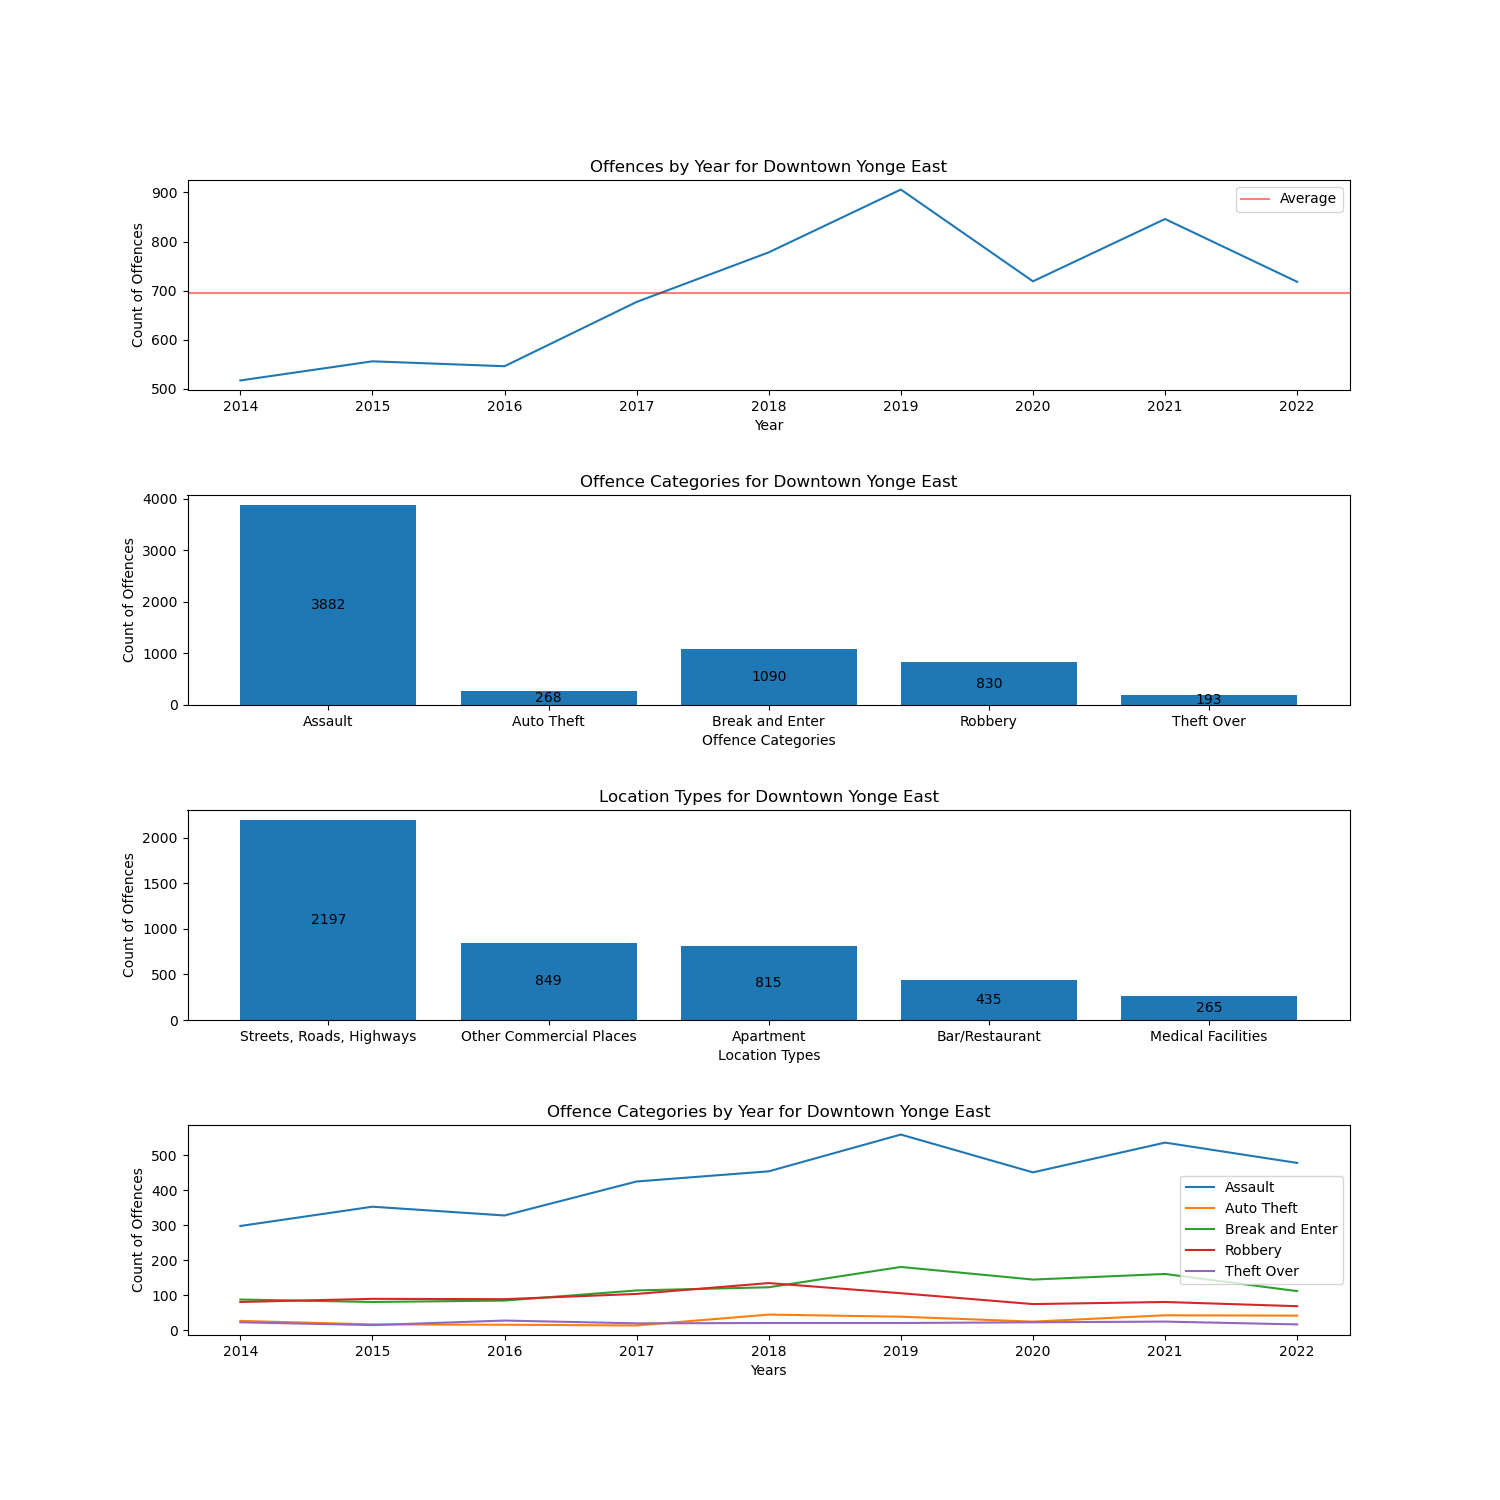 Offences by Year for Downtown Yonge East
Count of Offences
900
800
700
600
500
Average
2014 2015 2016 2017 2018 2019 2020 2021 2022
Year
Offence Categories for Downtown Yonge East
Count of Offences
4000
3000
2000
1000
0
3882
268
1090
830
193
Assault Auto Theft Break and Enter Robbery Theft Over
Offence Categories
Location Types for Downtown Yonge East
Count of Offences
2000
1500
1000
500
0
2197
849
815
435
265
Streets, Roads, Highways Other Commercial Places Apartment Bar/Restaurant Medical Facilities
Location Types
Offence Categories by Year for Downtown Yonge East
Count of Offences
500
400
300
200
100
0
Assault
Auto Theft
Break and Enter
Robbery
Theft Over
2014 2015 2016 2017 2018 2019 2020 2021 2022
Years